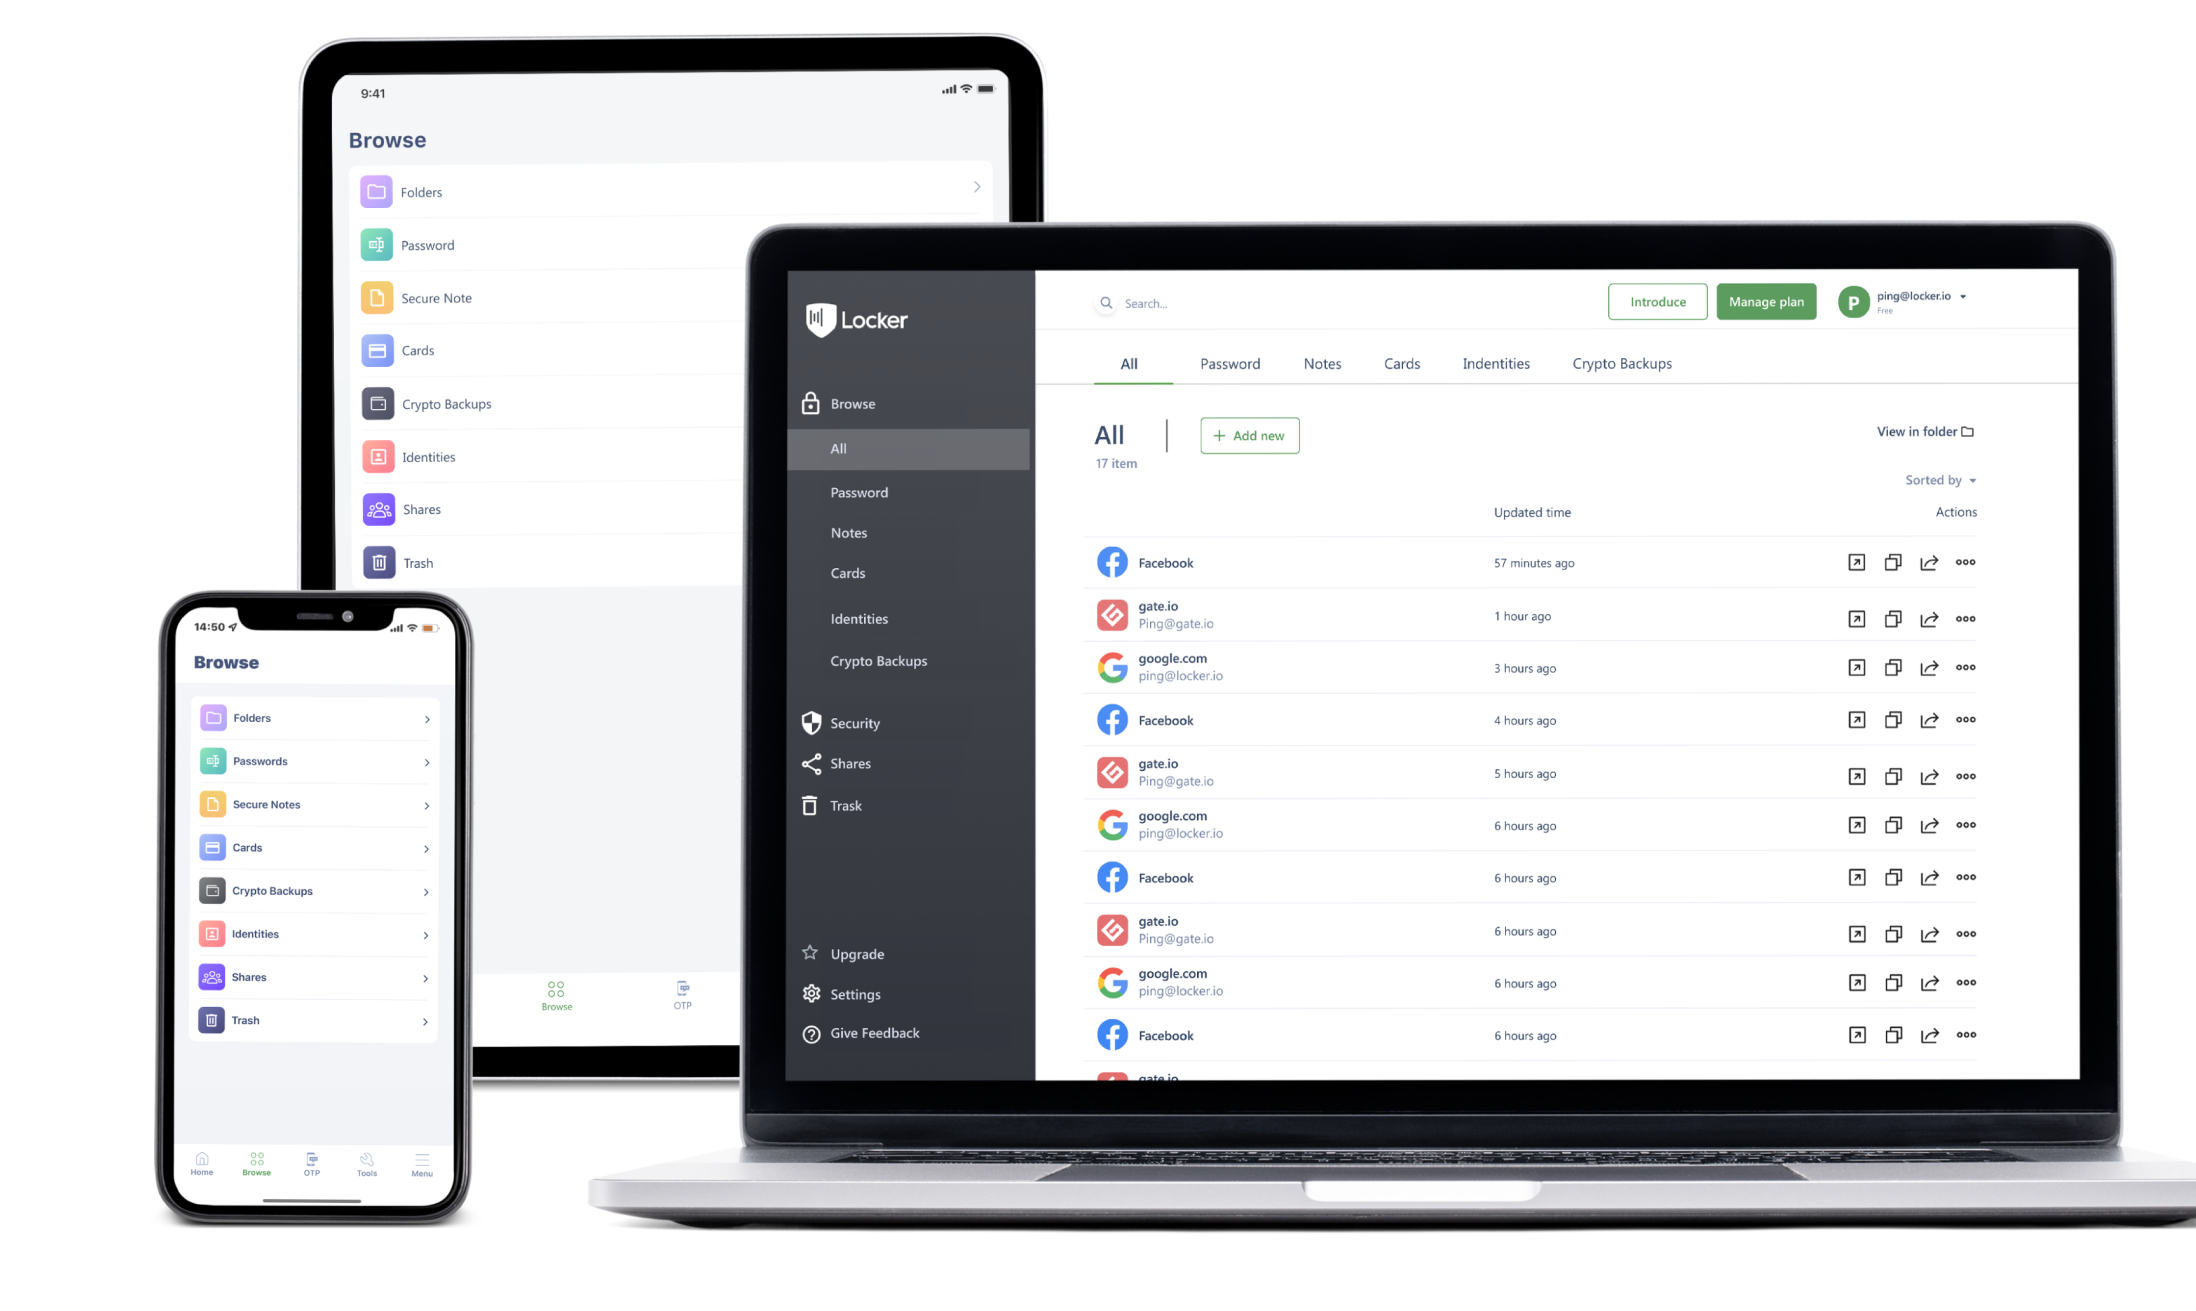 9:41
Browse
Folders
Password
Secure Note
Cards
Crypto Backups
Identities
Shares
Trash
Browse
OTP
14:50
Browse
Folders
Passwords
Secure Notes
Cards
Crypto Backups
Identities
Shares
Trash
Home
Browse
OTP
Tools
Menu
Locker
Browse
All
Password
Notes
Cards
Identities
Crypto Backups
Security
Shares
Trask
Upgrade
Settings
Give Feedback
Search...
Introduce
Manage plan
P
ping@locker.io
Free
All Password Notes Cards Indentities Crypto Backups
All
+ Add new
View in folder
17 item
Sorted by
Updated time Actions
Facebook 57 minutes ago
gate.io
Ping@gate.io
1 hour ago
google.com
ping@locker.io
3 hours ago
Facebook 4 hours ago
gate.io
Ping@gate.io
5 hours ago
google.com
ping@locker.io
6 hours ago
Facebook 6 hours ago
gate.io
Ping@gate.io
6 hours ago
google.com
ping@locker.io
6 hours ago
Facebook 6 hours ago
gate.io